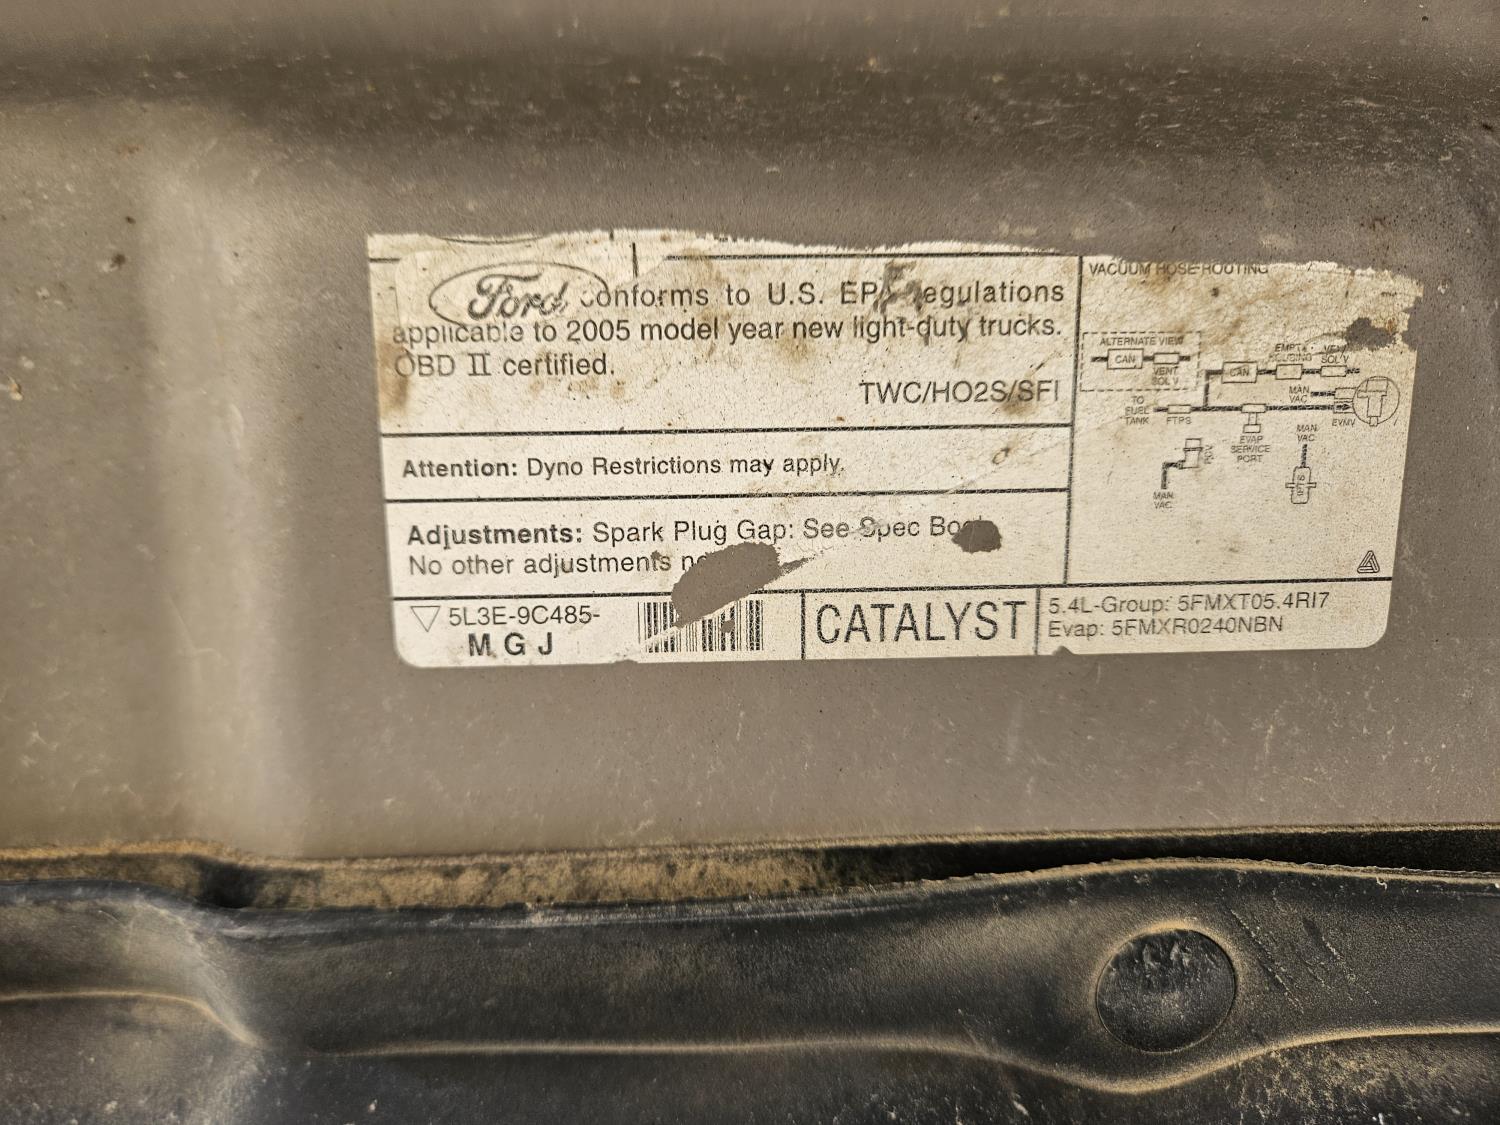 Ford conforms to U.S. EPA regulations
applicable to 2005 model year new light-duty trucks.
OBD II certified.
TWC/HO2S/SFI
Attention: Dyno Restrictions may apply.
Adjustments: Spark Plug Gap: See Spec
No other adjustments
5L3E-9C485-
M G J
CATALYST
5.4L-Group: 5FMXT05.4RI7
Evap: 5FMXR0240NBN
VACUUM HOSE ROUTING
ALTERNATE VIEW
CAN
VENT
SOL V
CAN
VENT
SOL V
TO
FUEL
TANK
FTPS
EVAP
SERVICE
PORT
MAN
VAC
EVMV
MAN
VAC
MAN
VAC